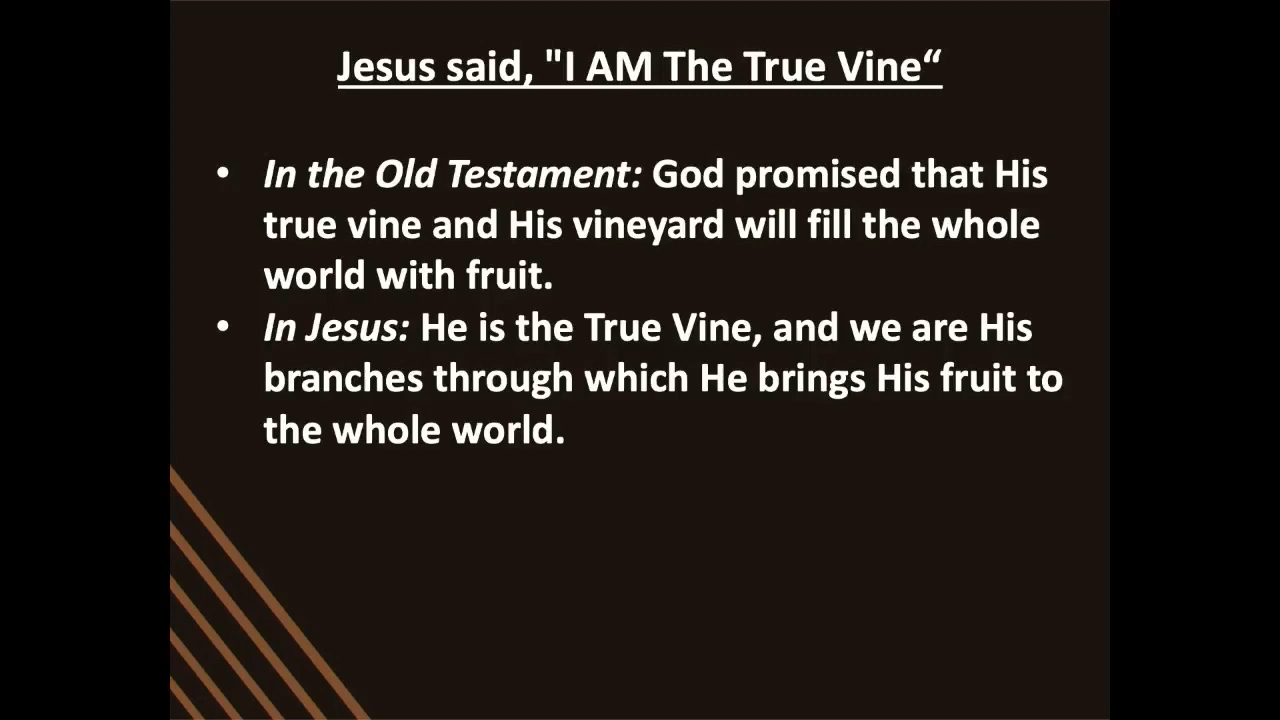 Jesus said, "I AM The True Vine“
• In the Old Testament: God promised that His
true vine and His vineyard will fill the whole
world with fruit.
• In Jesus: He is the True Vine, and we are His
branches through which He brings His fruit to
the whole world.